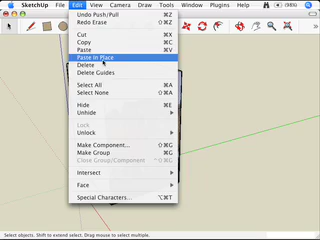 SketchUp File Edit View Camera Draw Tools Window Help
Undo Push/Pull ⌘Z
Redo Erase ⇧⌘Z
Cut ⌘X
Copy ⌘C
Paste ⌘V
Paste In Place
Delete
Delete Guides
Select All ⌘A
Select None ⇧⌘A
Hide ⌘E
Unhide
Lock
Unlock
Make Component... ⇧⌘G
Make Group ⌘G
Close Group/Component
Intersect
Face
Special Characters... ⌥⌘T
Select objects. Shift to extend select. Drag mouse to select multiple.